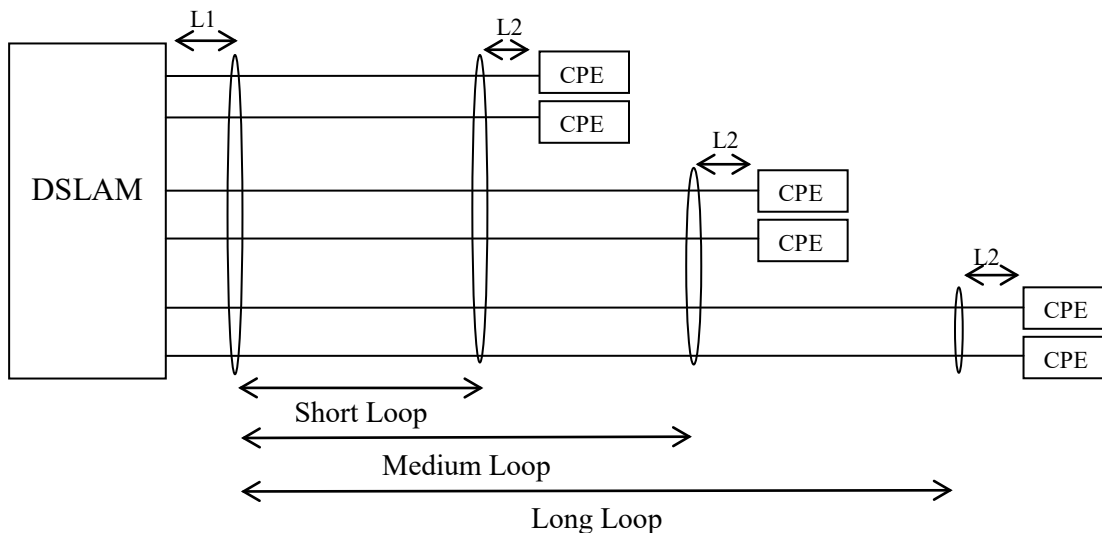 L1
L2
CPE
CPE
L2
DSLAM
CPE
CPE
L2
CPE
CPE
Short Loop
Medium Loop
Long Loop